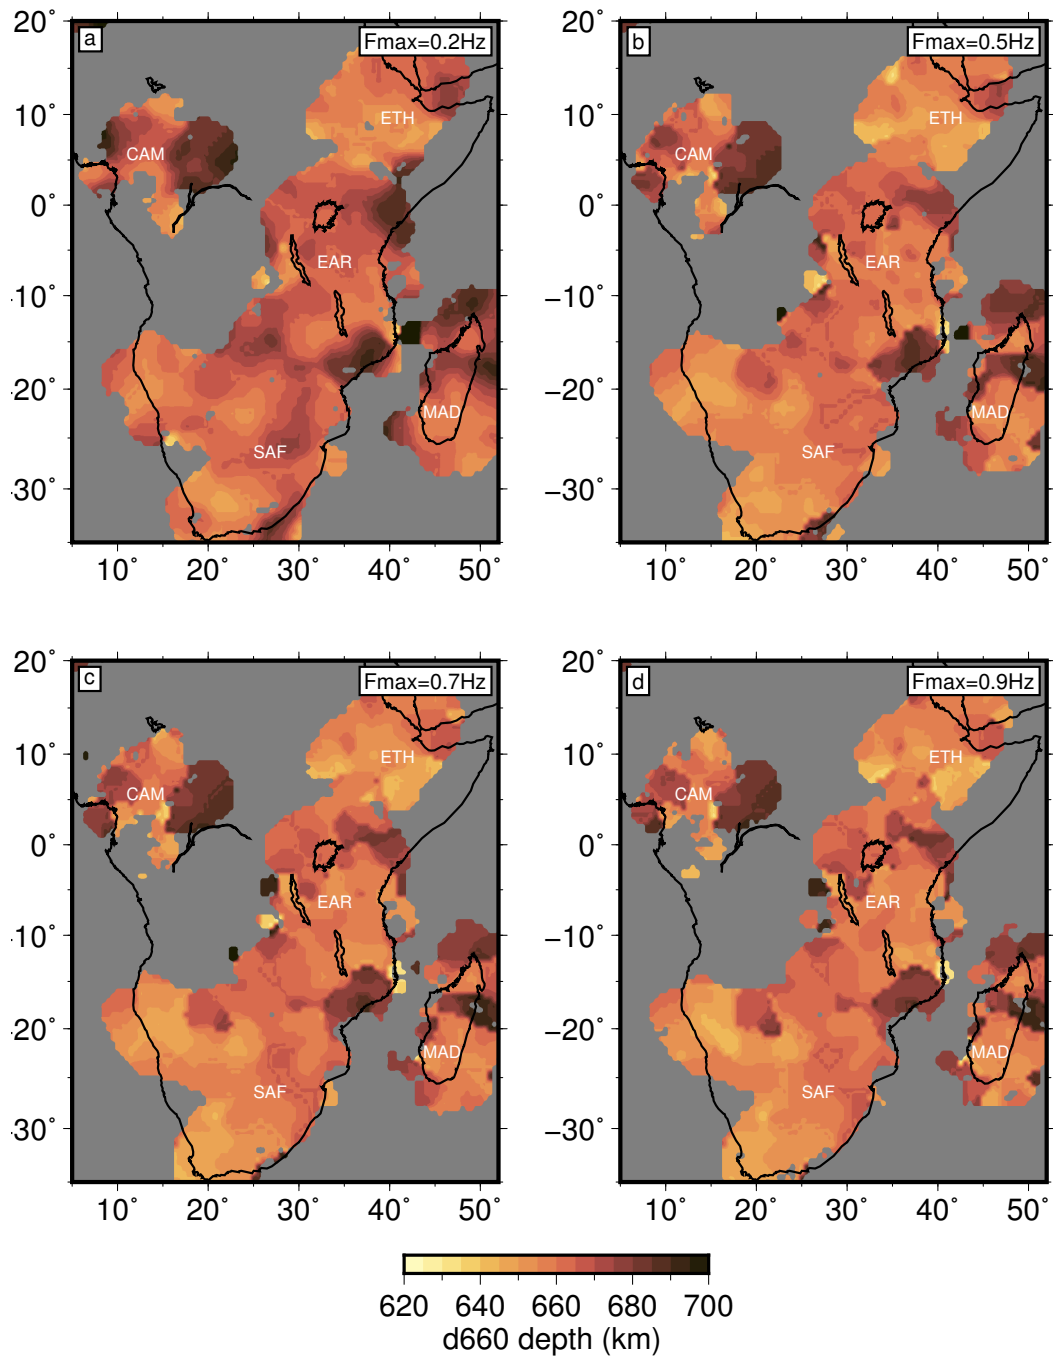 20° a Fmax=0.2Hz b Fmax=0.5Hz
ETH ETH
10° 10°
CAM CAM
0° 0°
EAR EAR
-10° −10°
-20° −20°
MAD MAD
SAF SAF
-30° −30°
10° 20° 30° 40° 50° 10° 20° 30° 40° 50°
20° c Fmax=0.7Hz 20° d Fmax=0.9Hz
ETH ETH
10° 10°
CAM CAM
0° 0°
EAR EAR
-10° −10°
-20° −20°
MAD MAD
SAF SAF
-30° −30°
10° 20° 30° 40° 50° 10° 20° 30° 40° 50°
620 640 660 680 700
d660 depth (km)